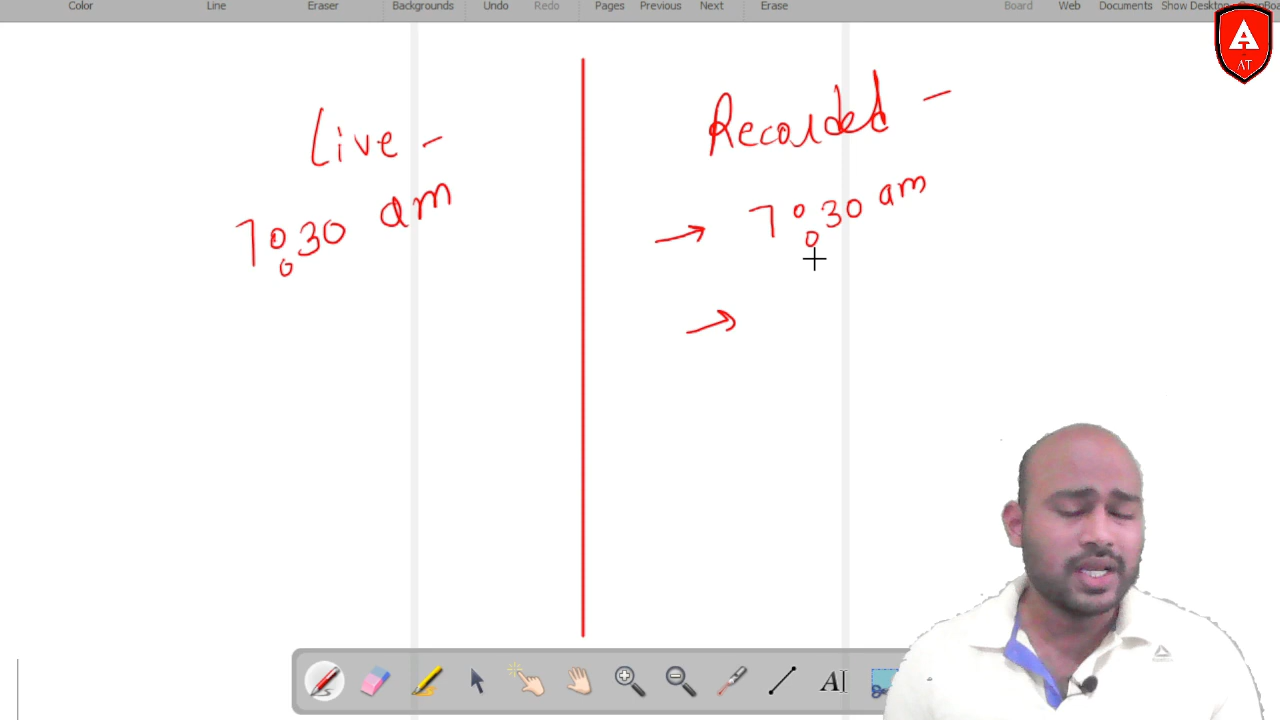 Color Line Eraser Backgrounds Undo Redo Pages Previous Next Erase Board Web Documents Show Desktop
AT
Live -
7:30 am
Recorded -
→ 7:30 am
→
AI